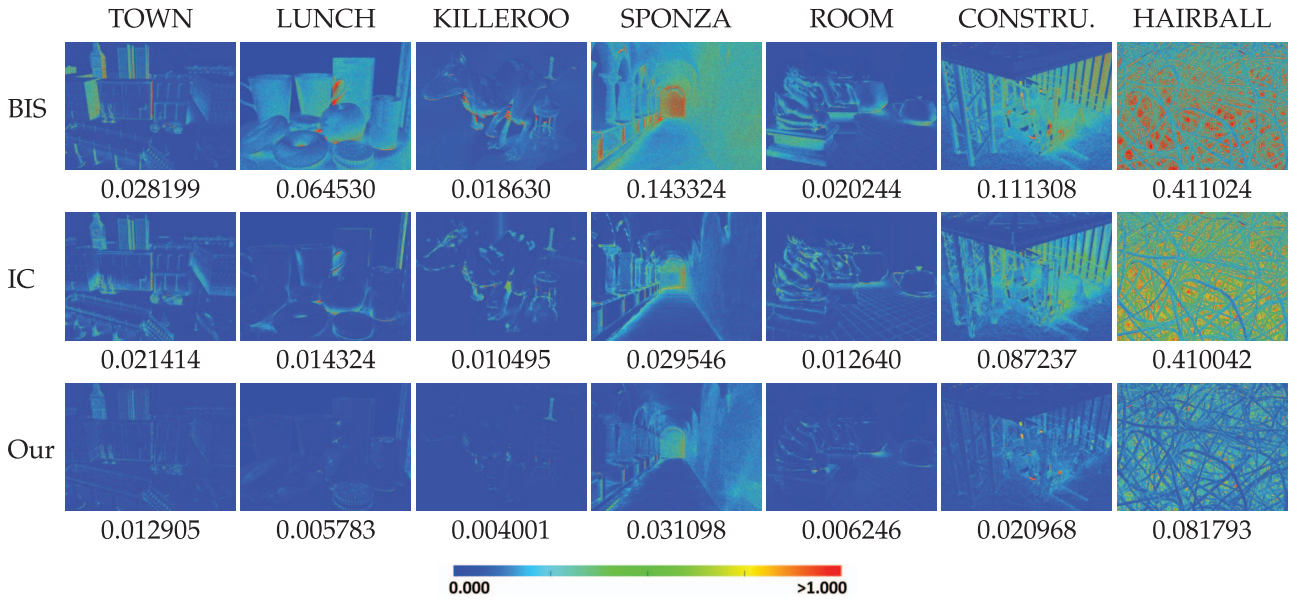 TOWN LUNCH KILLEROO SPONZA ROOM CONSTRU. HAIRBALL
BIS
0.028199 0.064530 0.018630 0.143324 0.020244 0.111308 0.411024
IC
0.021414 0.014324 0.010495 0.029546 0.012640 0.087237 0.410042
Our
0.012905 0.005783 0.004001 0.031098 0.006246 0.020968 0.081793
0.000 >1.000